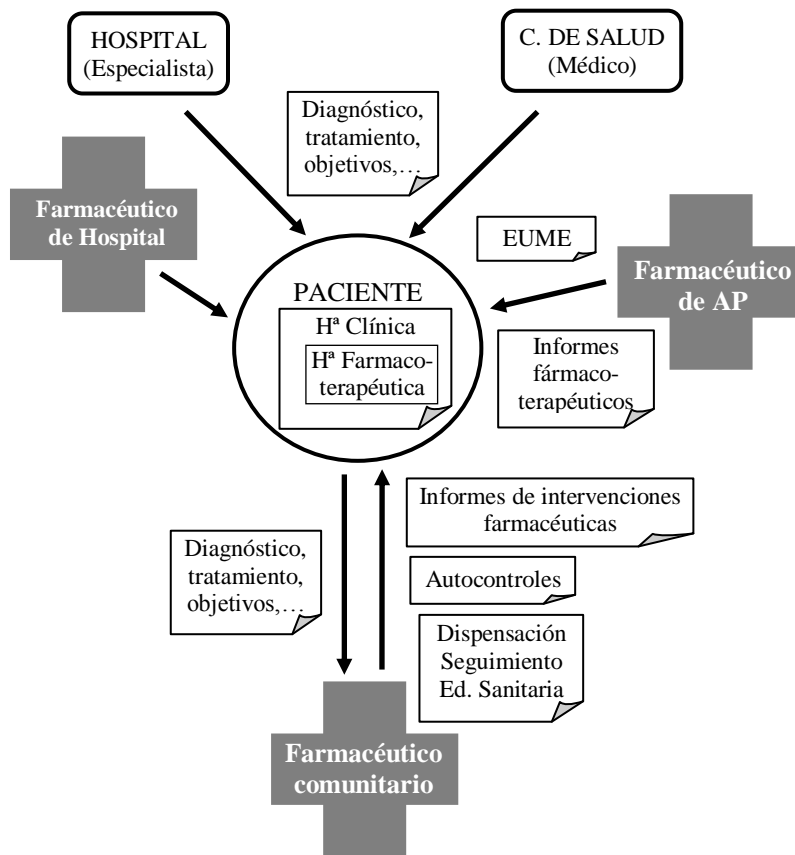 HOSPITAL
(Especialista)
C. DE SALUD
(Médico)
Diagnóstico,
tratamiento,
objetivos,…
Farmacéutico
de Hospital
EUME
Farmacéutico
de AP
PACIENTE
Hª Clínica
Hª Farmaco-
terapéutica
Informes
fármaco-
terapéuticos
Informes de intervenciones
farmacéuticas
Diagnóstico,
tratamiento,
objetivos,…
Autocontroles
Dispensación
Seguimiento
Ed. Sanitaria
Farmacéutico
comunitario